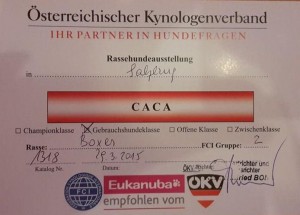 Österreichischer Kynologenverband
IHR PARTNER IN HUNDEFRAGEN
Rassehundeausstellung
in: Salzburg
CACA
☐ Championklasse ☒ Gebrauchshundeklasse ☐ Offene Klasse ☐ Zwischenklasse
Rasse: Boxer FCI Gruppe: 2
1318 19.3.2015
Katalog Nr. Datum:
FCI Eukanuba ÖKV
empfohlen vom